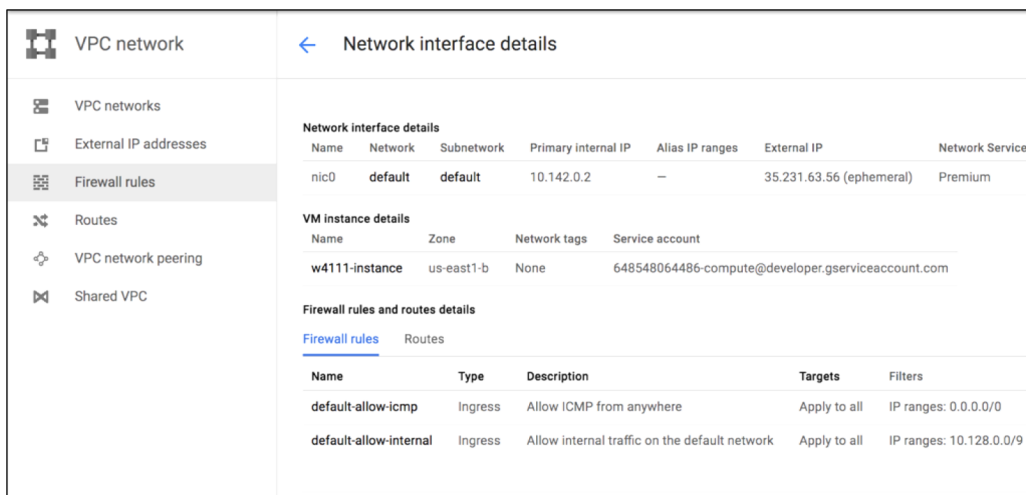 VPC network
Network interface details
VPC networks
External IP addresses
Firewall rules
Routes
VPC network peering
Shared VPC
Network interface details
Name Network Subnetwork Primary internal IP Alias IP ranges External IP Network Service
nic0 default default 10.142.0.2 — 35.231.63.56 (ephemeral) Premium
VM instance details
Name Zone Network tags Service account
w4111-instance us-east1-b None 648548064486-compute@developer.gserviceaccount.com
Firewall rules and routes details
Firewall rules Routes
Name Type Description Targets Filters
default-allow-icmp Ingress Allow ICMP from anywhere Apply to all IP ranges: 0.0.0.0/0
default-allow-internal Ingress Allow internal traffic on the default network Apply to all IP ranges: 10.128.0.0/9